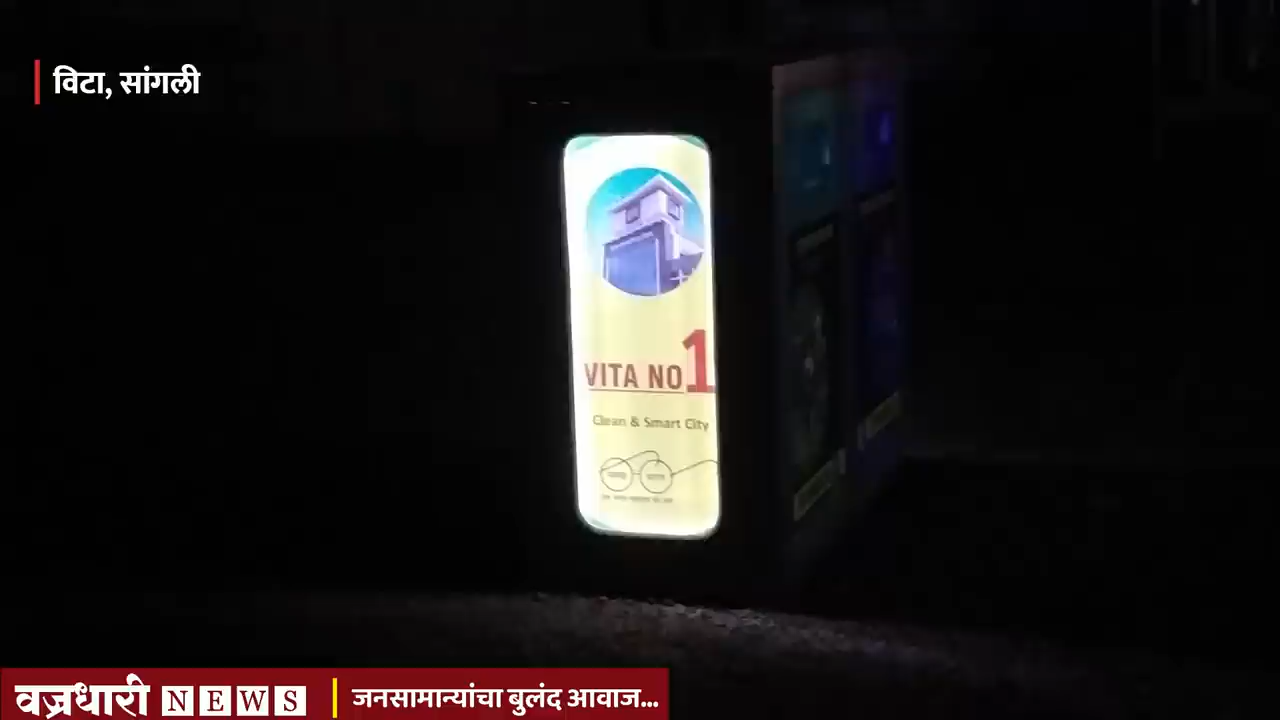 विटा, सांगली
VITA NO 1
Clean & Smart City
वज्रधारी NEWS
जनसामान्यांचा बुलंद आवाज...